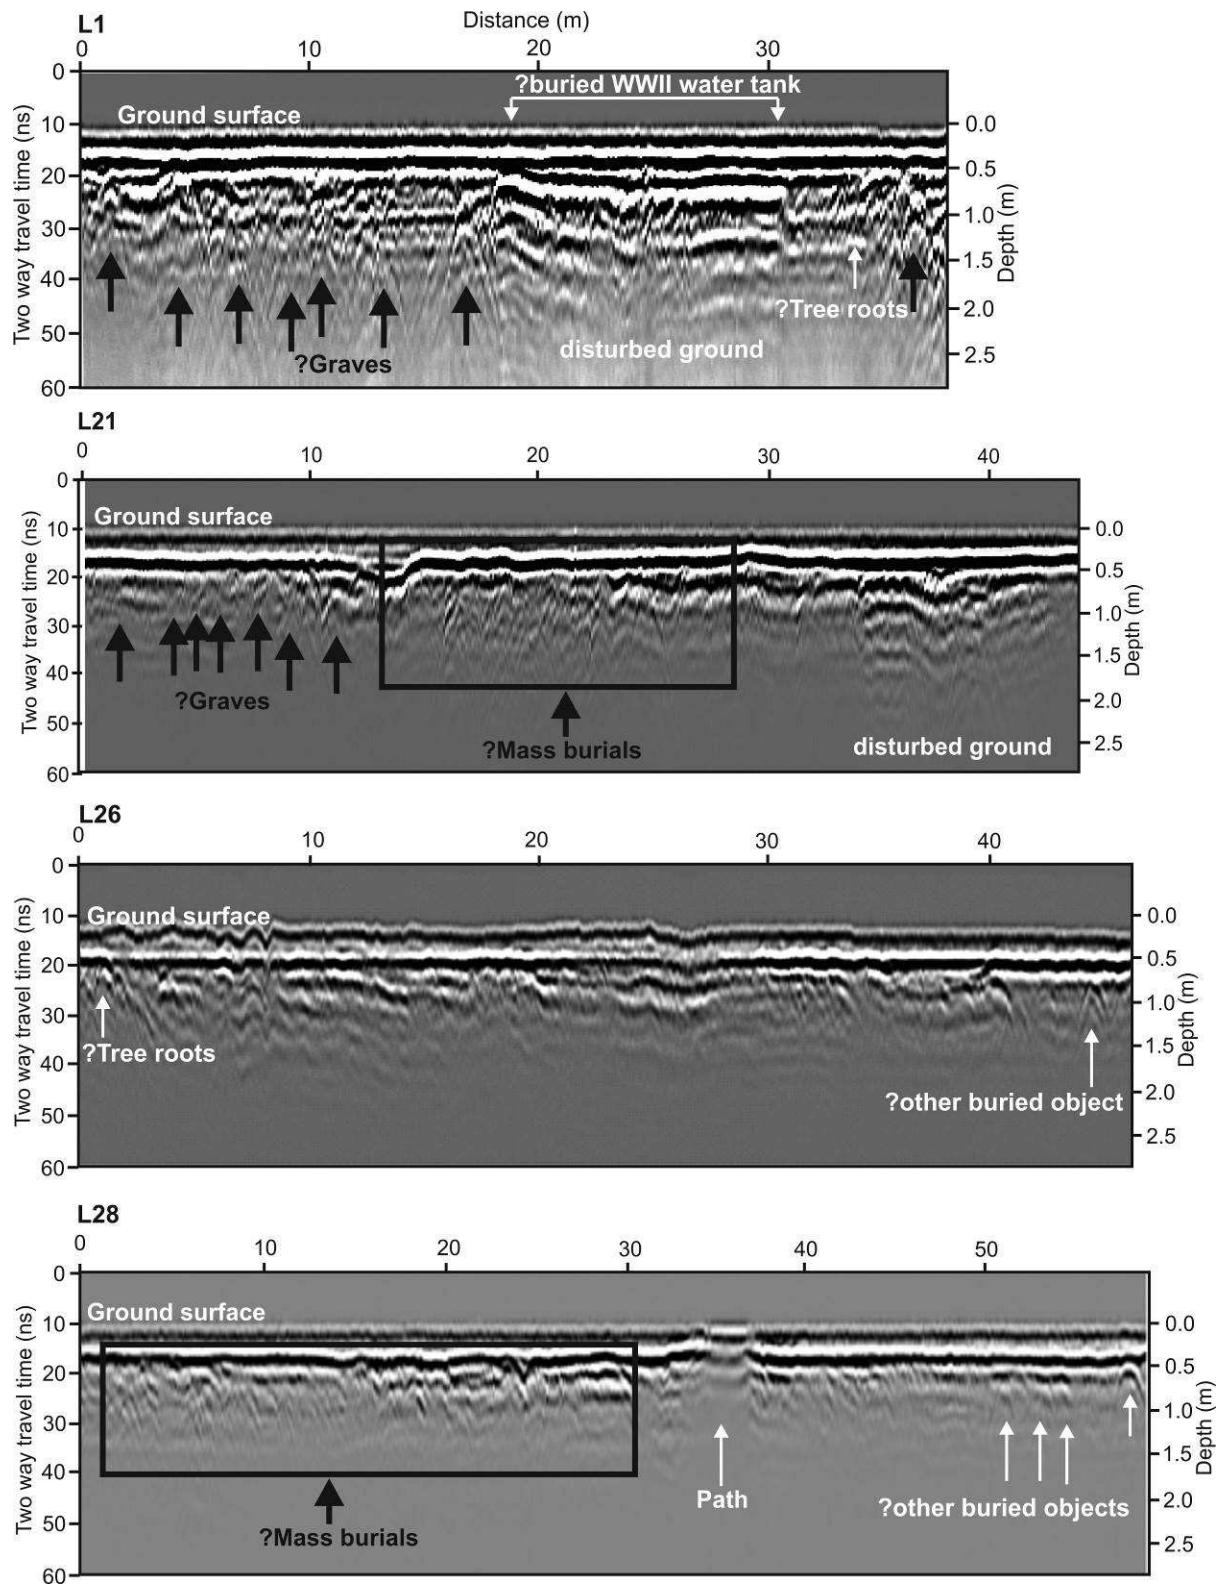 L1
Distance (m)
0 10 20 30
Two way travel time (ns)
0
10
20
30
40
50
60
?buried WWII water tank
Ground surface
0.0
0.5
1.0
1.5
2.0
2.5
Depth (m)
?Tree roots
?Graves
disturbed ground
L21
0 10 20 30 40
Two way travel time (ns)
0
10
20
30
40
50
60
Ground surface
0.0
0.5
1.0
1.5
2.0
2.5
Depth (m)
?Graves
?Mass burials
disturbed ground
L26
0 10 20 30 40
Two way travel time (ns)
0
10
20
30
40
50
60
Ground surface
0.0
0.5
1.0
1.5
2.0
2.5
Depth (m)
?Tree roots
?other buried object
L28
0 10 20 30 40 50
Two way travel time (ns)
0
10
20
30
40
50
60
Ground surface
0.0
0.5
1.0
1.5
2.0
2.5
Depth (m)
Path
?other buried objects
?Mass burials